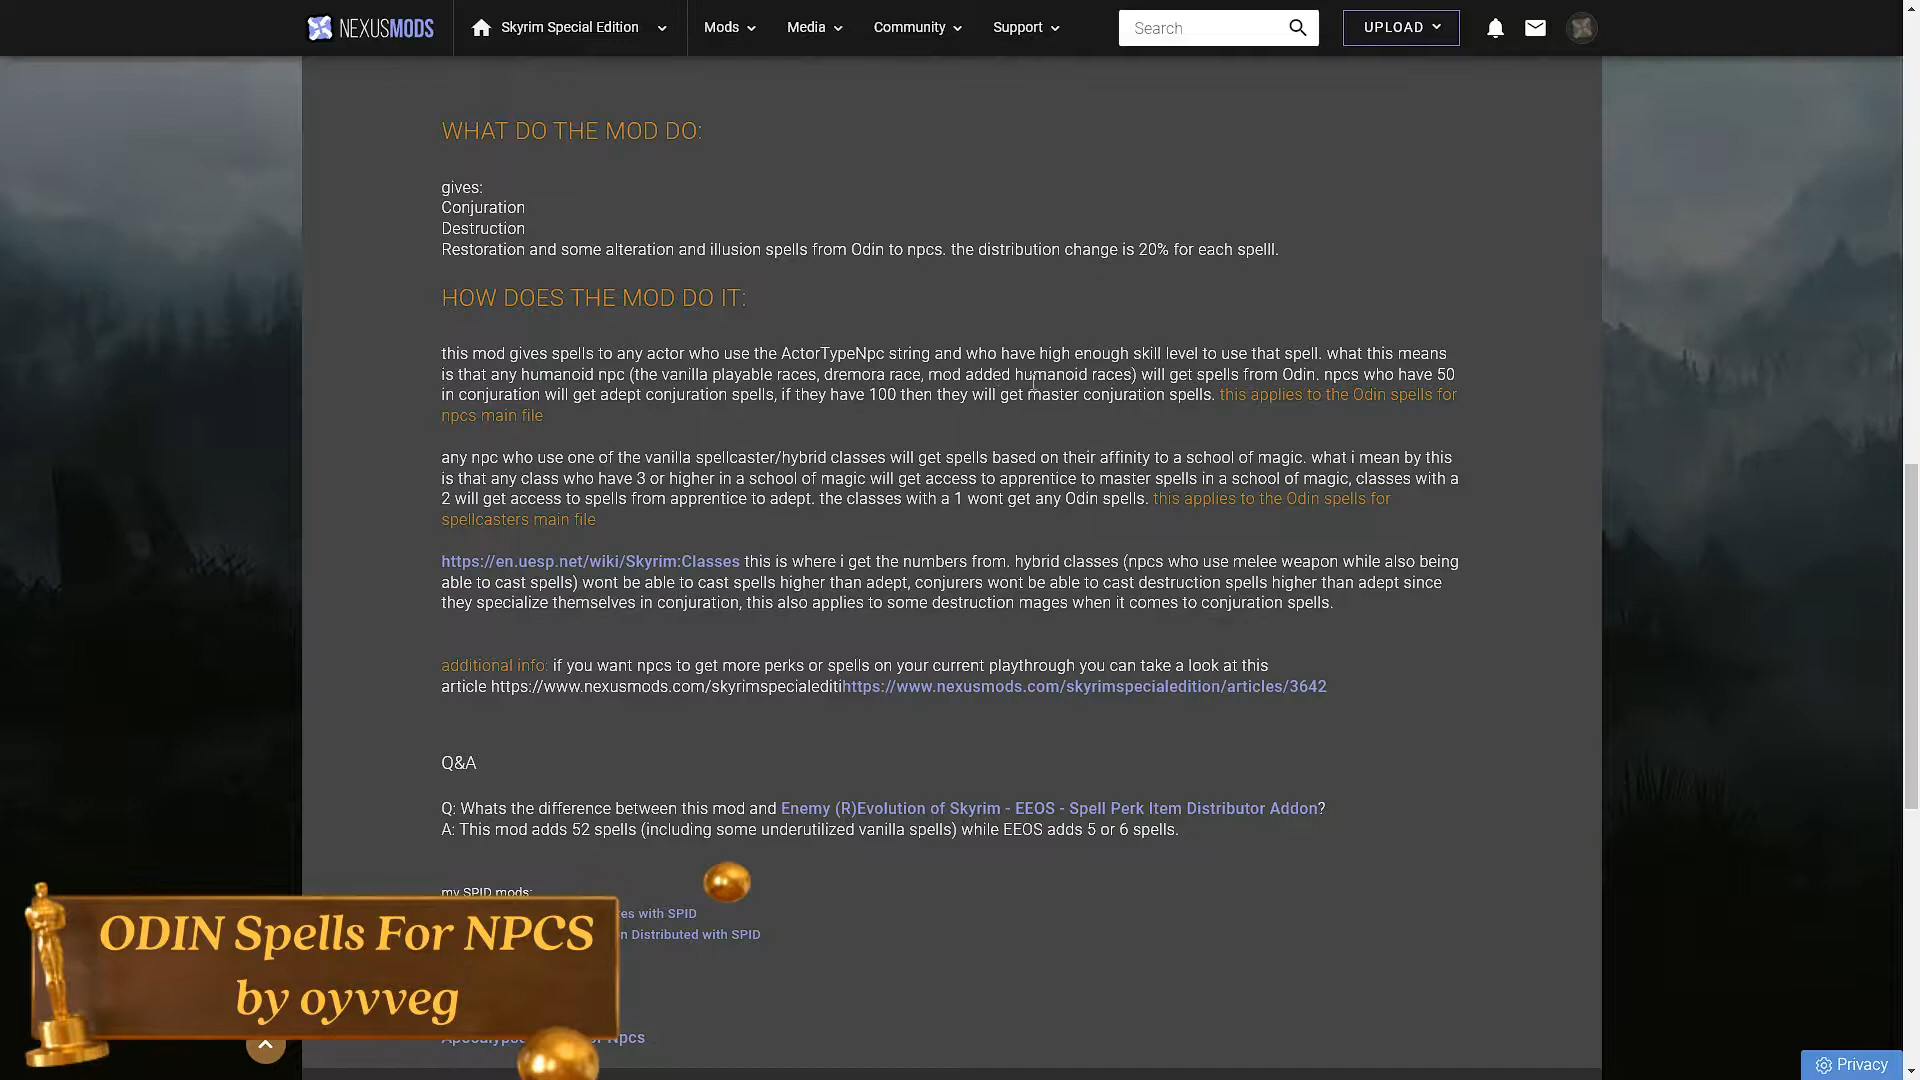 NEXUSMODS
Skyrim Special Edition
Mods
Media
Community
Support
Search
UPLOAD
WHAT DO THE MOD DO:
gives:
Conjuration
Destruction
Restoration and some alteration and illusion spells from Odin to npcs. the distribution change is 20% for each spelll.
HOW DOES THE MOD DO IT:
this mod gives spells to any actor who use the ActorTypeNpc string and who have high enough skill level to use that spell. what this means
is that any humanoid npc (the vanilla playable races, dremora race, mod added humanoid races) will get spells from Odin. npcs who have 50
in conjuration will get adept conjuration spells, if they have 100 then they will get master conjuration spells. this applies to the Odin spells for
npcs main file
any npc who use one of the vanilla spellcaster/hybrid classes will get spells based on their affinity to a school of magic. what i mean by this
is that any class who have 3 or higher in a school of magic will get access to apprentice to master spells in a school of magic, classes with a
2 will get access to spells from apprentice to adept. the classes with a 1 wont get any Odin spells. this applies to the Odin spells for
spellcasters main file
https://en.uesp.net/wiki/Skyrim:Classes this is where i get the numbers from. hybrid classes (npcs who use melee weapon while also being
able to cast spells) wont be able to cast spells higher than adept, conjurers wont be able to cast destruction spells higher than adept since
they specialize themselves in conjuration, this also applies to some destruction mages when it comes to conjuration spells.
additional info: if you want npcs to get more perks or spells on your current playthrough you can take a look at this
article https://www.nexusmods.com/skyrimspecialeditihttps://www.nexusmods.com/skyrimspecialedition/articles/3642
Q&A
Q: Whats the difference between this mod and Enemy (R)Evolution of Skyrim - EEOS - Spell Perk Item Distributor Addon?
A: This mod adds 52 spells (including some underutilized vanilla spells) while EEOS adds 5 or 6 spells.
my SPID mods:
with SPID
Distributed with SPID
Npcs
ODIN Spells For NPCS
by oyvveg
Privacy